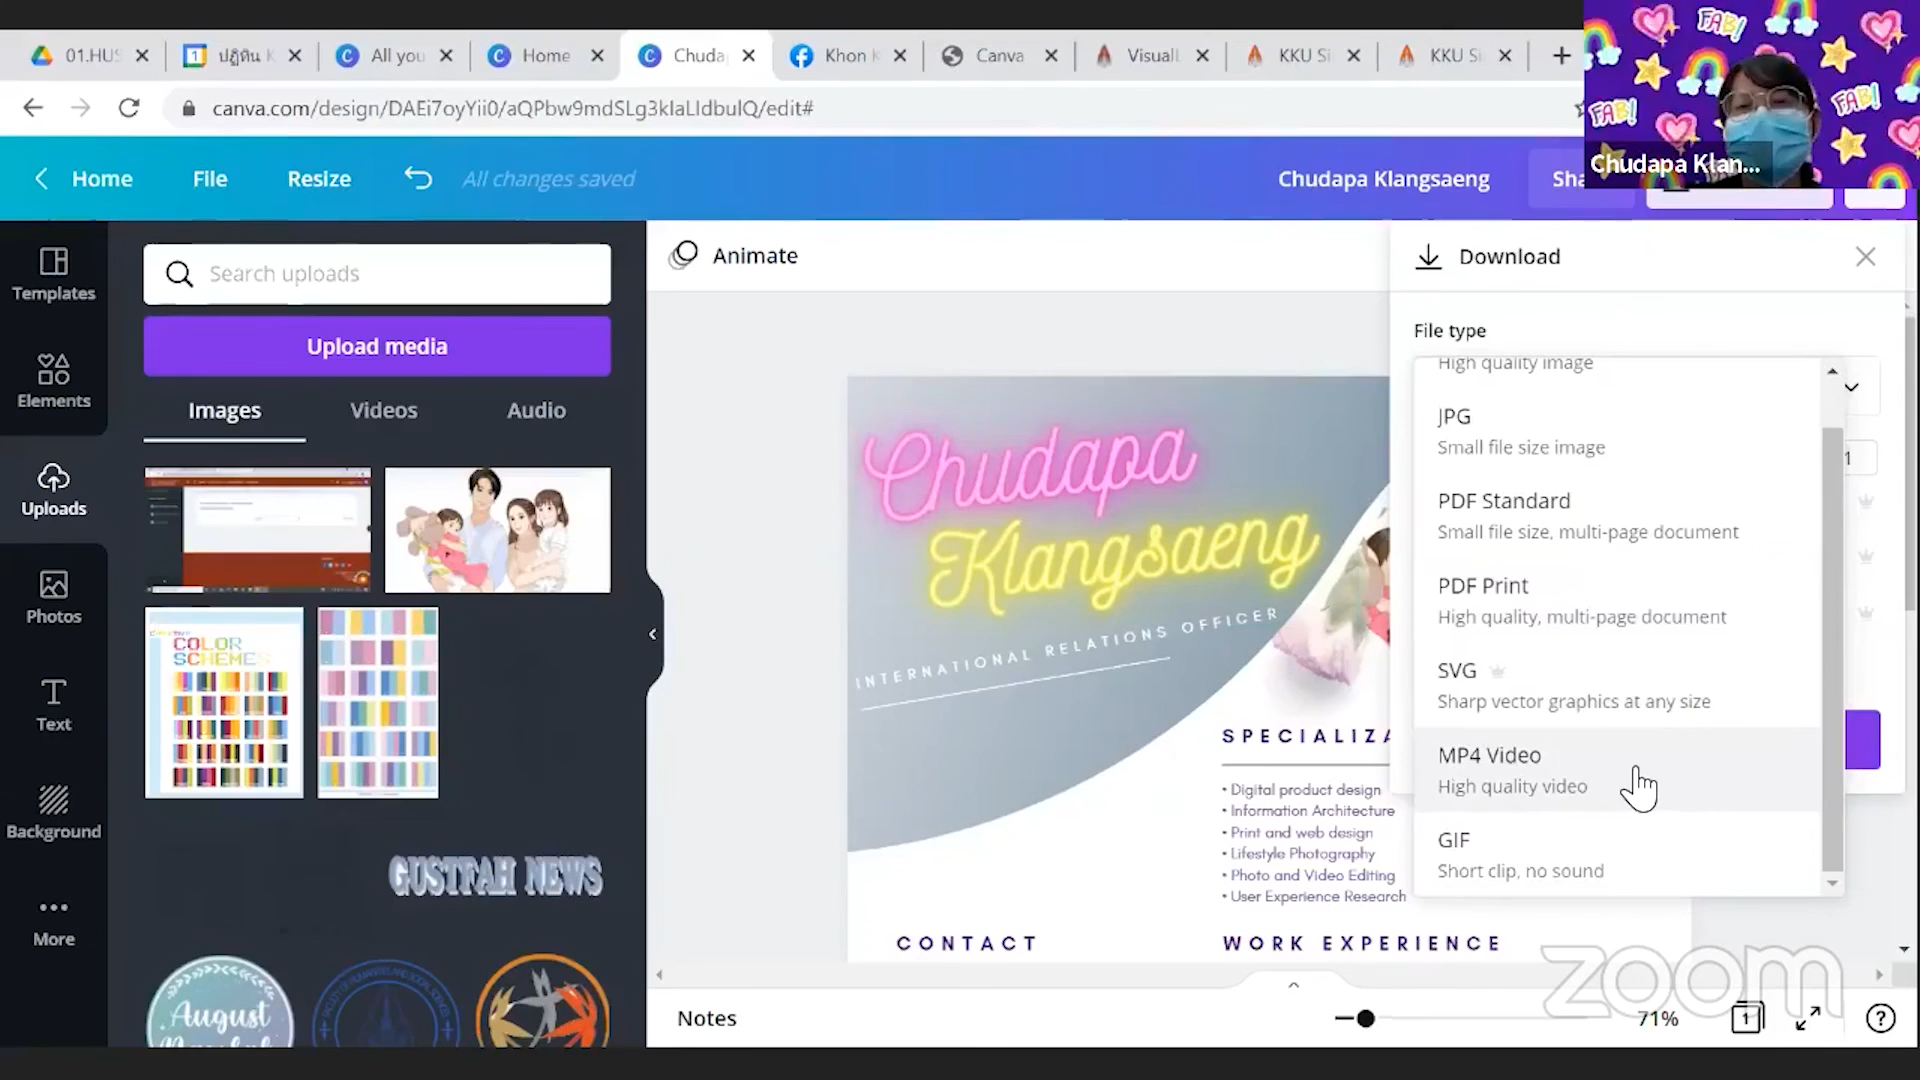 01.HUS
ปฏิทิน K
All you
Home
Chuda
Khon K
Canva
Visuall
KKU Si
KKU Si
canva.com/design/DAEi7oyYii0/aQPbw9mdSLg3kIaLIdbulQ/edit#
FAB!
FAB!
FAB!
Chudapa Klan...
Home
File
Resize
All changes saved
Chudapa Klangsaeng
Sha
Templates
Elements
Uploads
Photos
Text
Background
More
Search uploads
Upload media
Images
Videos
Audio
COLOR
SCHEMES
GUSTFAH NEWS
August
Animate
Chudapa
Klangsaeng
INTERNATIONAL RELATIONS OFFICER
SPECIALIZA
• Digital product design
• Information Architecture
• Print and web design
• Lifestyle Photography
• Photo and Video Editing
• User Experience Research
CONTACT
WORK EXPERIENCE
Download
File type
High quality image
JPG
Small file size image
PDF Standard
Small file size, multi-page document
PDF Print
High quality, multi-page document
SVG
Sharp vector graphics at any size
MP4 Video
High quality video
GIF
Short clip, no sound
1
Notes
71%
1
zoom